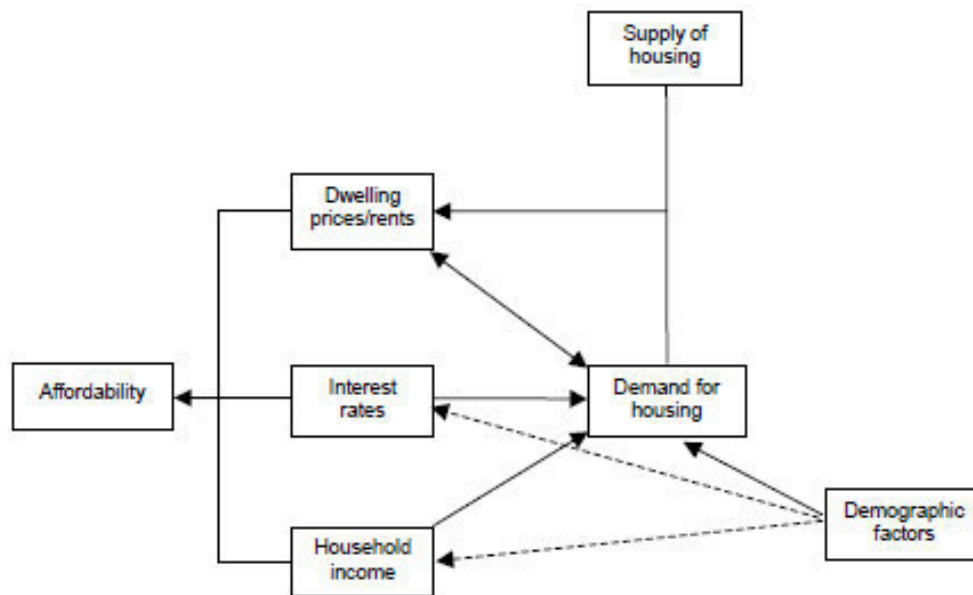 Supply of
housing
Dwelling
prices/rents
Affordability
Interest
rates
Demand for
housing
Demographic
factors
Household
income